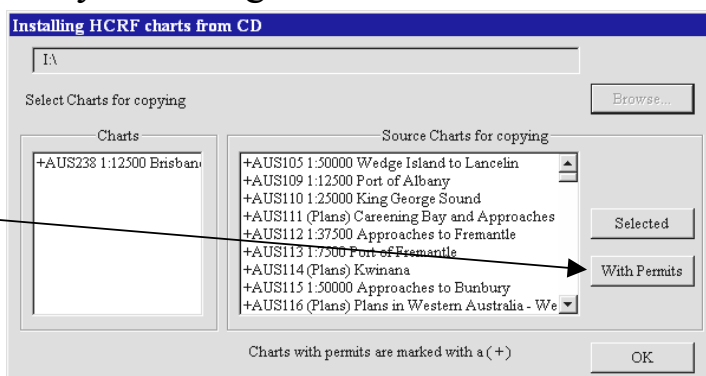 Installing HCRF charts from CD
I:\
Select Charts for copying
Browse...
Charts
Source Charts for copying
+AUS238 1:12500 Brisban
+AUS105 1:50000 Wedge Island to Lancelin
+AUS109 1:12500 Port of Albany
+AUS110 1:25000 King George Sound
+AUS111 (Plans) Careening Bay and Approaches
+AUS112 1:37500 Approaches to Fremantle
+AUS113 1:7500 Port of Fremantle
+AUS114 (Plans) Kwinana
+AUS115 1:50000 Approaches to Bunbury
+AUS116 (Plans) Plans in Western Australia - We
Selected
With Permits
Charts with permits are marked with a (+)
OK